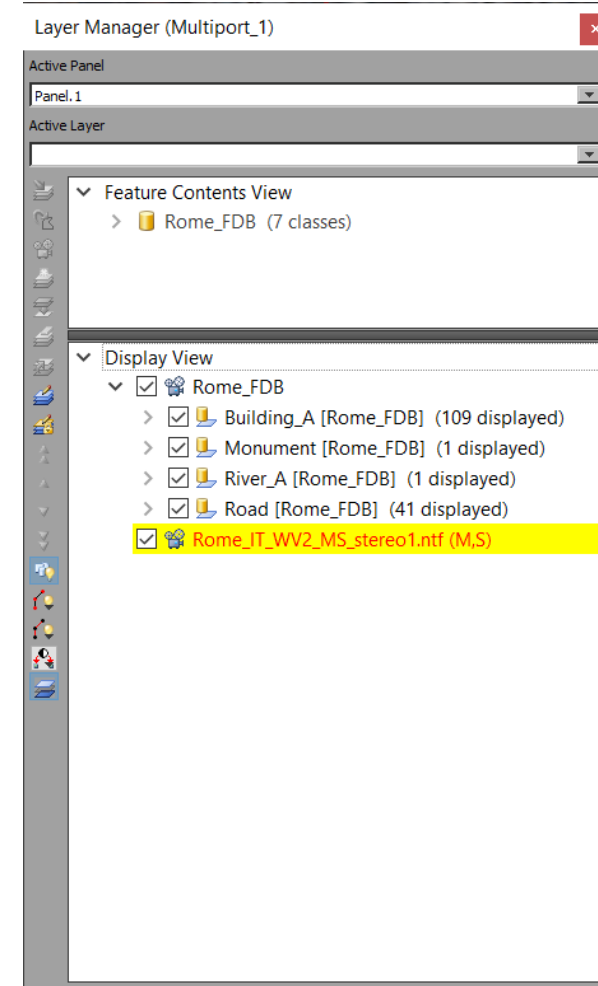 Layer Manager (Multiport_1)
Active Panel
Panel.1
Active Layer
Feature Contents View
Rome_FDB (7 classes)
Display View
Rome_FDB
Building_A [Rome_FDB] (109 displayed)
Monument [Rome_FDB] (1 displayed)
River_A [Rome_FDB] (1 displayed)
Road [Rome_FDB] (41 displayed)
Rome_IT_WV2_MS_stereo1.ntf (M,S)